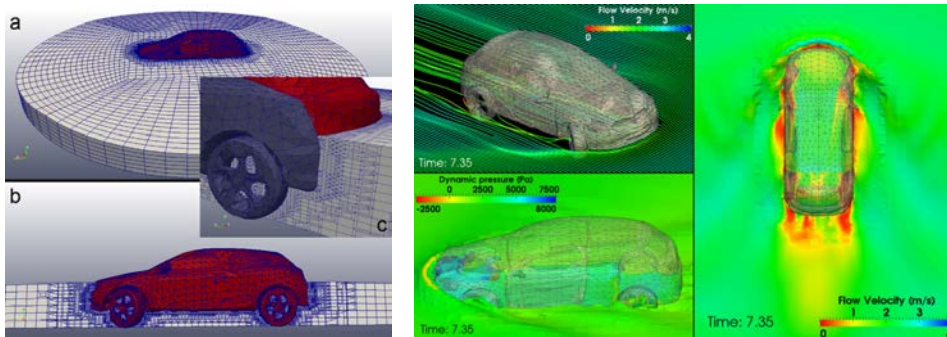 a
c
b
Flow Velocity (m/s)
1 2 3
0 4
Time: 7.35
Dynamic pressure (Pa)
0 2500 5000 7500
-2500 8000
Time: 7.35
Flow Velocity (m/s)
1 2 3
0
Time: 7.35